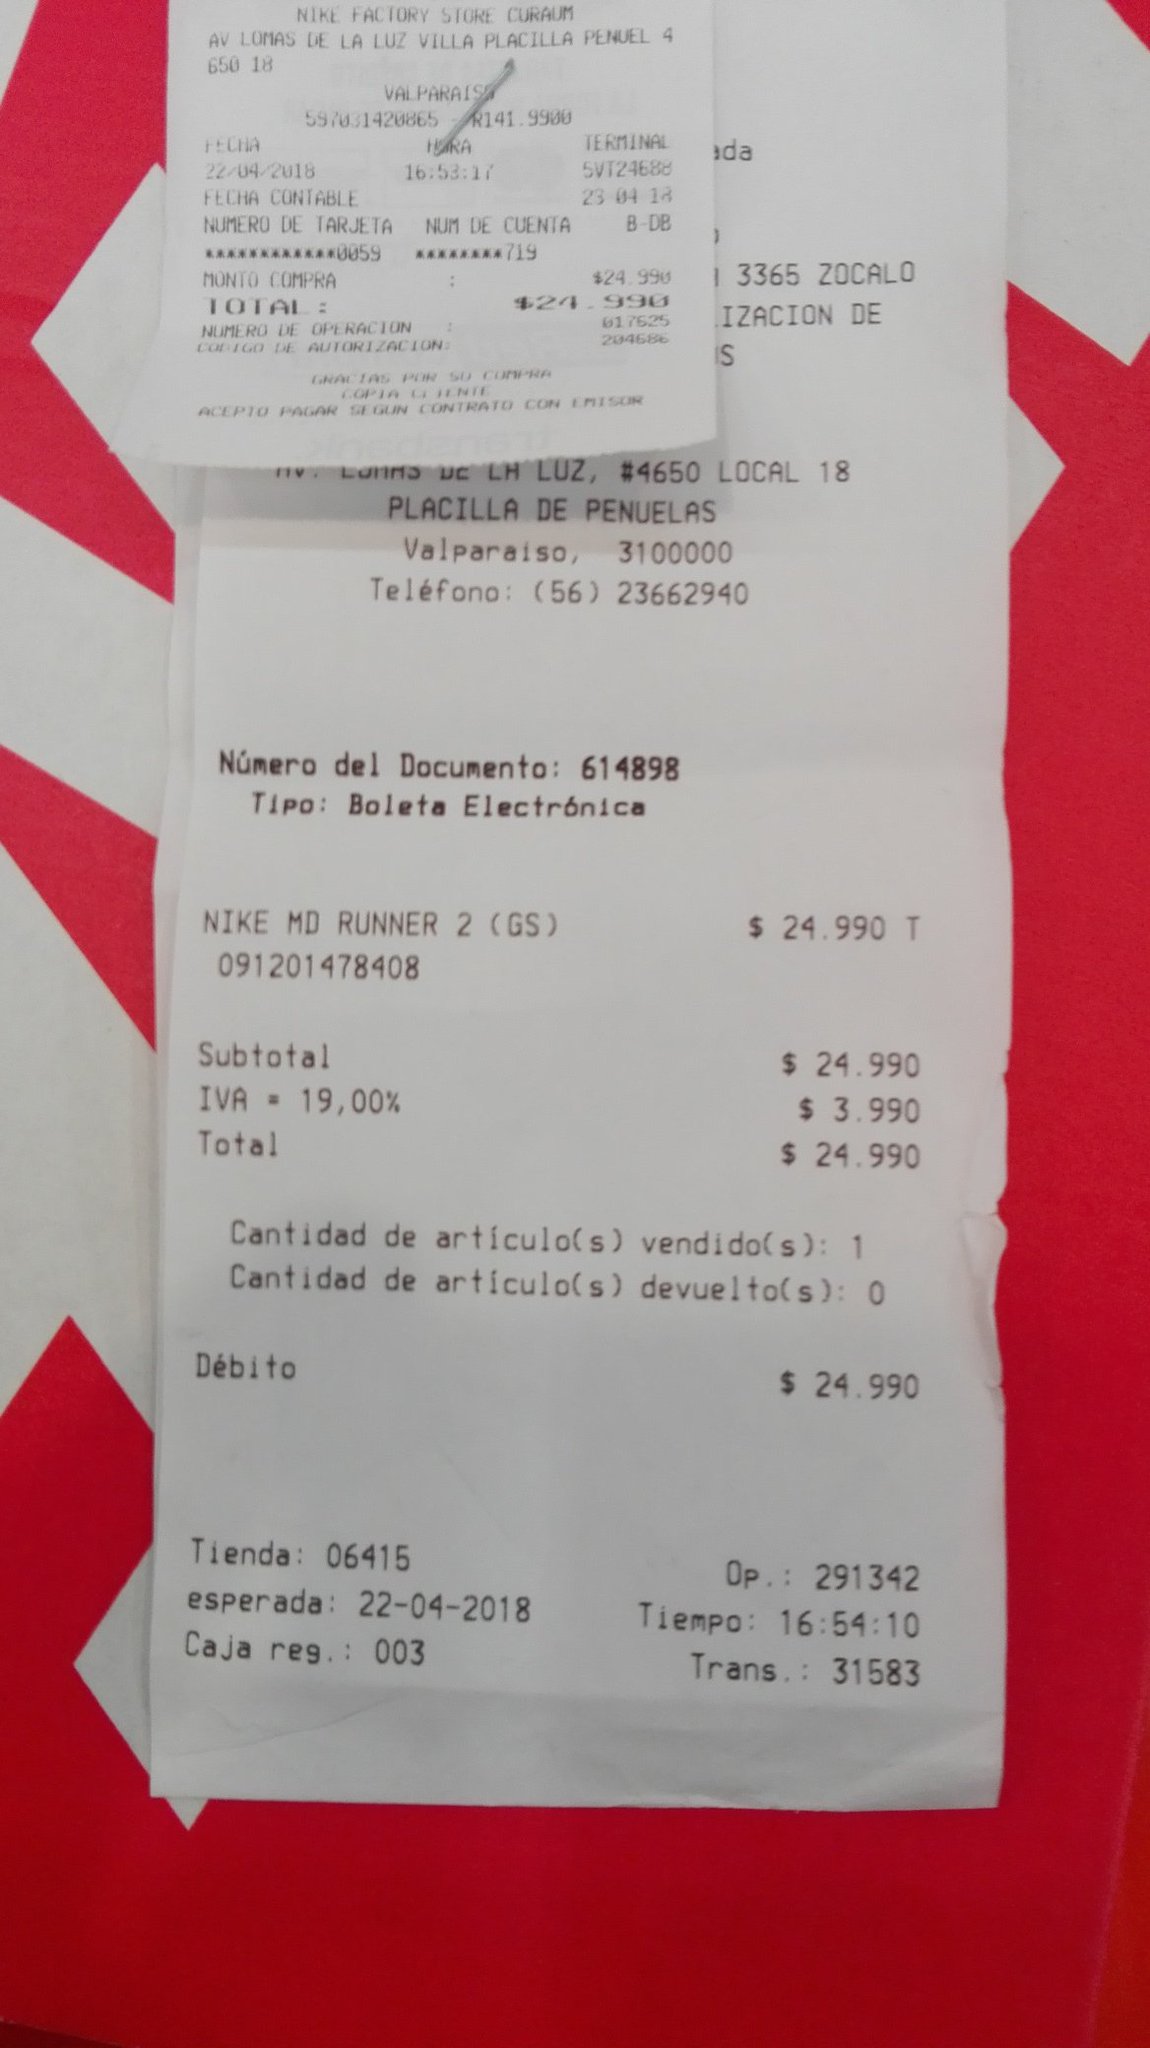 NIKE FACTORY STORE CURAUM
AV LOMAS DE LA LUZ VILLA PLACILLA PENUEL 4
650 18
VALPARAISO
597031420865 - R141.9900
FECHA HORA TERMINAL
22/04/2018 16:53:17 SVT24688
FECHA CONTABLE 23-04-18
NUMERO DE TARJETA NUM DE CUENTA B-DB
************0059 ********719
MONTO COMPRA : $24.990
TOTAL: $24.990
NUMERO DE OPERACION : 017625
CODIGO DE AUTORIZACION: 204686
GRACIAS POR SU COMPRA
COPIA CLIENTE
ACEPTO PAGAR SEGUN CONTRATO CON EMISOR
ada
3365 ZOCALO
IZACION DE
S
AV. LOMAS DE LA LUZ, #4650 LOCAL 18
PLACILLA DE PENUELAS
Valparaiso, 3100000
Teléfono: (56) 23662940
Número del Documento: 614898
Tipo: Boleta Electrónica
NIKE MD RUNNER 2 (GS) $ 24.990 T
091201478408
Subtotal $ 24.990
IVA = 19,00% $ 3.990
Total $ 24.990
Cantidad de artículo(s) vendido(s): 1
Cantidad de artículo(s) devuelto(s): 0
Débito $ 24.990
Tienda: 06415 Op.: 291342
esperada: 22-04-2018 Tiempo: 16:54:10
Caja reg.: 003 Trans.: 31583